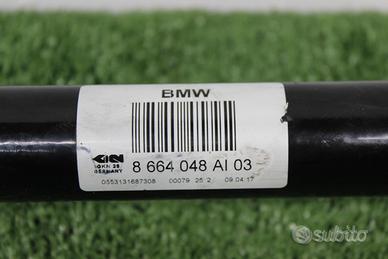 BMW
GKN
GERMANY
8 664 048 AI 03
0553131687308 00079 25 2 09.04.17
subito